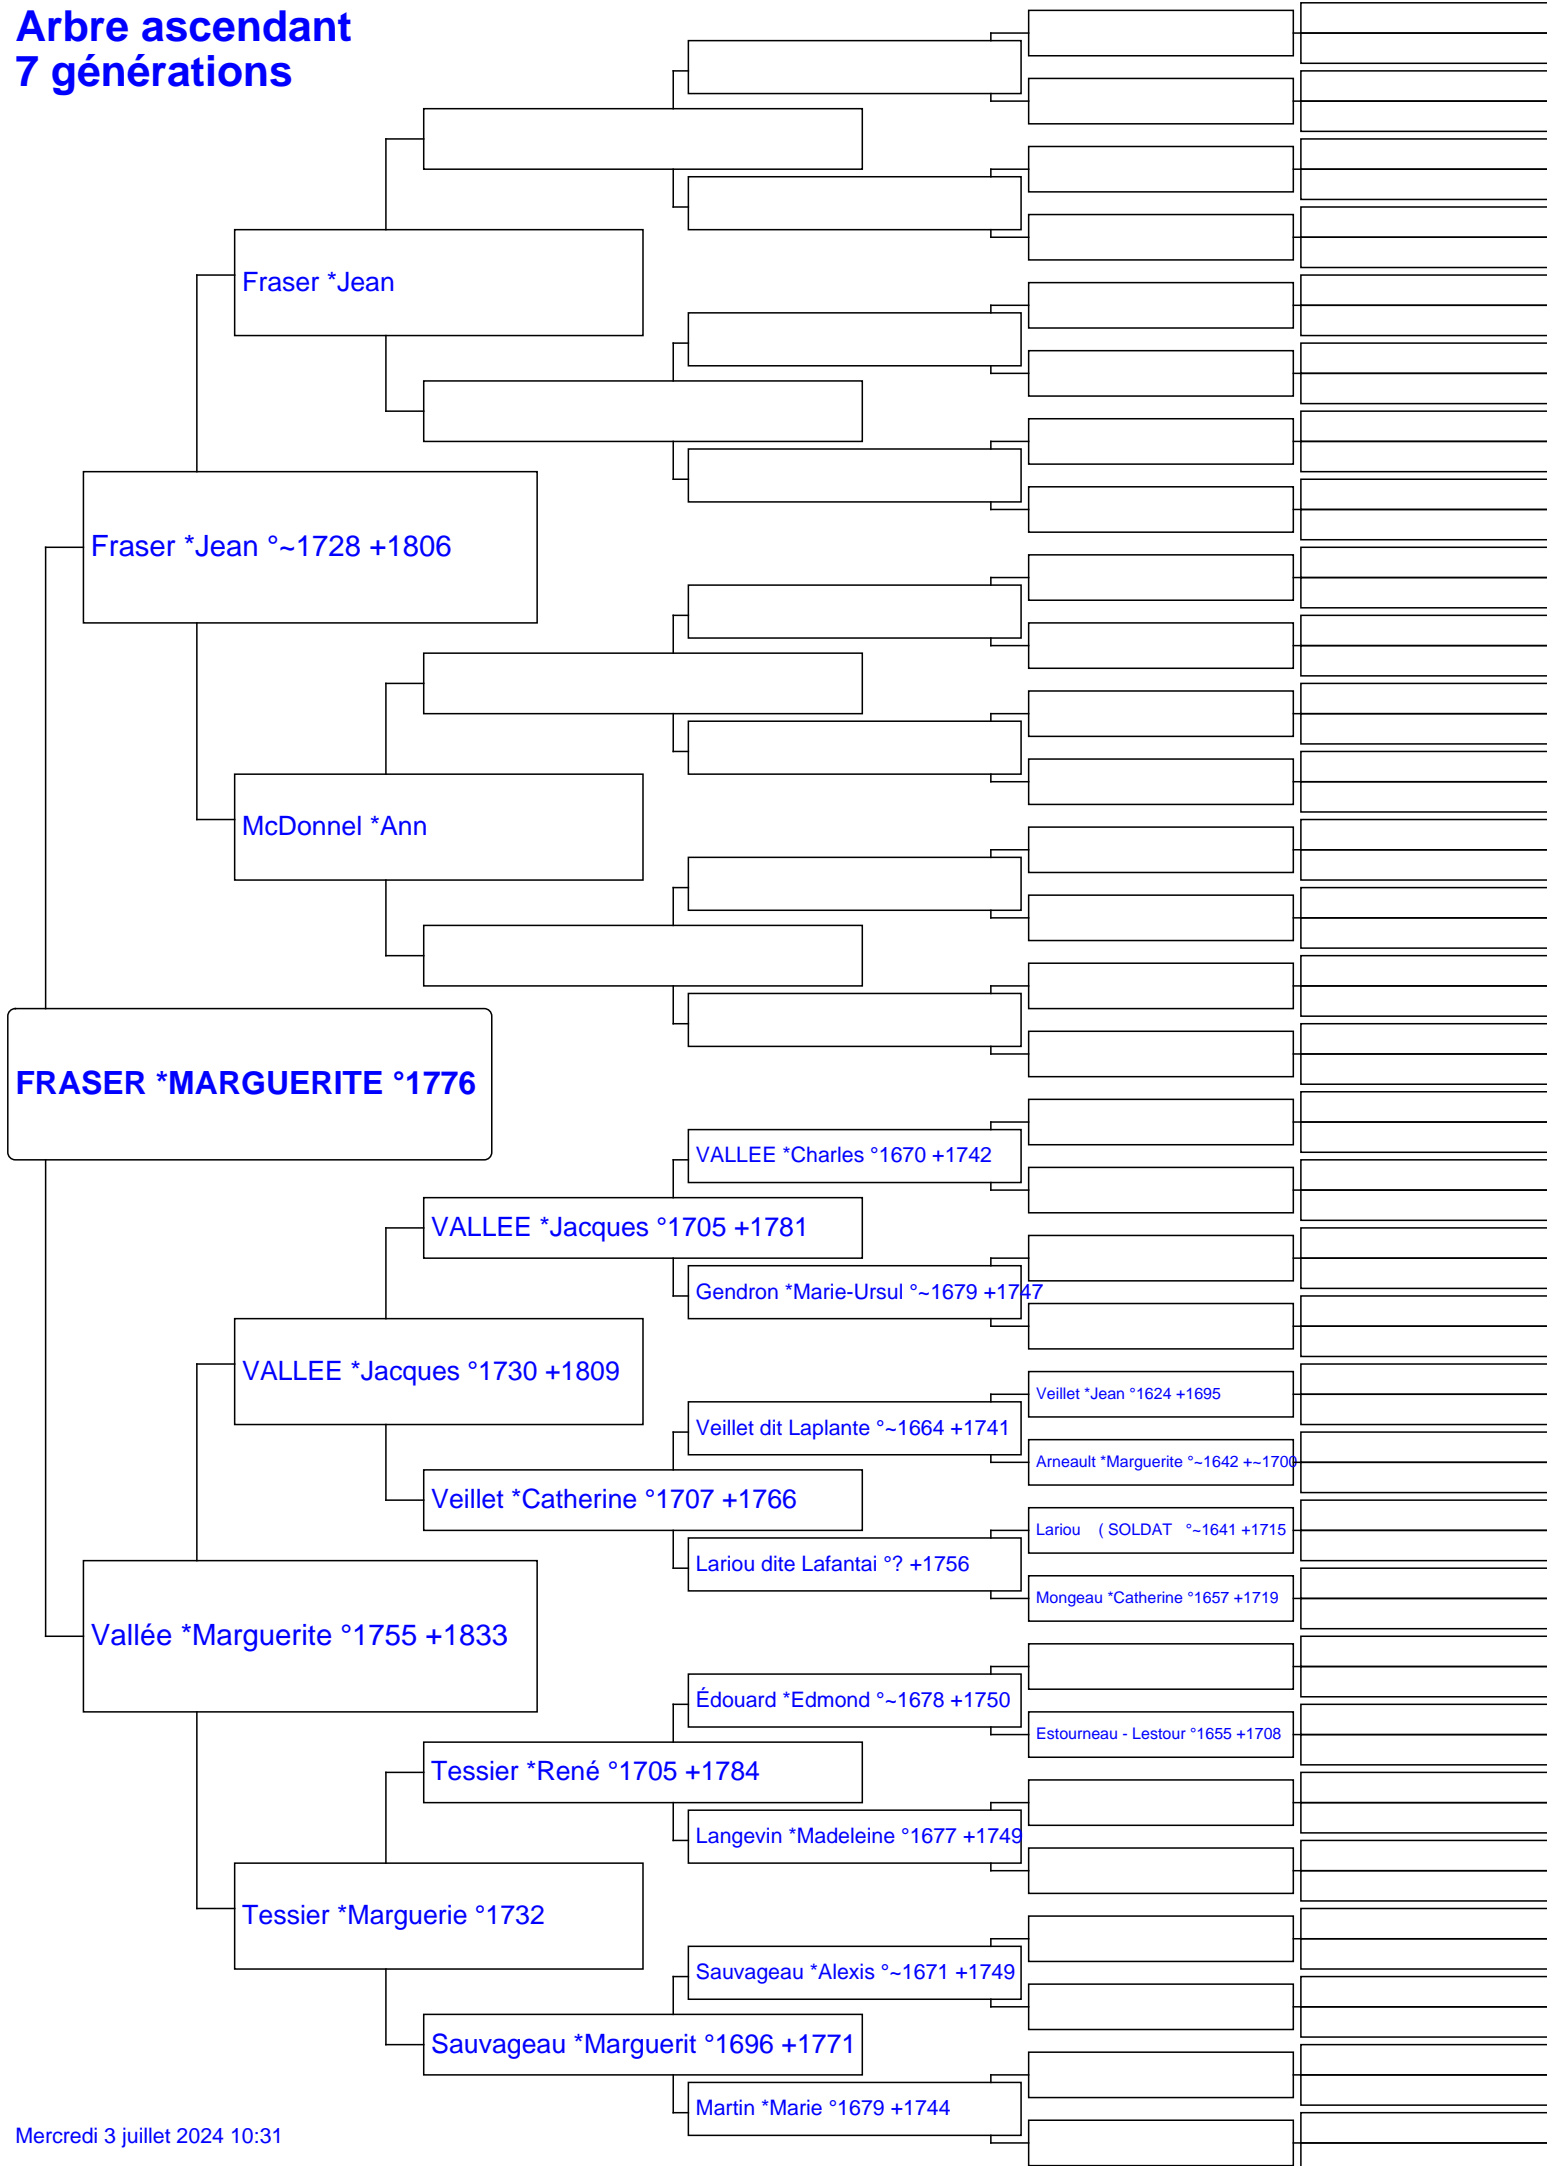 Arbre ascendant
7 générations
Fraser *Jean
Fraser *Jean °~1728 +1806
McDonnel *Ann
FRASER *MARGUERITE °1776
VALLEE *Charles °1670 +1742
VALLEE *Jacques °1705 +1781
Gendron *Marie-Ursul °~1679 +1747
VALLEE *Jacques °1730 +1809
Veillet *Jean °1624 +1695
Veillet dit Laplante °~1664 +1741
Arneault *Marguerite °~1642 +~1700
Veillet *Catherine °1707 +1766
Lariou ( SOLDAT °~1641 +1715
Lariou dite Lafantai °? +1756
Mongeau *Catherine °1657 +1719
Vallée *Marguerite °1755 +1833
Édouard *Edmond °~1678 +1750
Estourneau - Lestour °1655 +1708
Tessier *René °1705 +1784
Langevin *Madeleine °1677 +1749
Tessier *Marguerie °1732
Sauvageau *Alexis °~1671 +1749
Sauvageau *Marguerit °1696 +1771
Martin *Marie °1679 +1744
Mercredi 3 juillet 2024 10:31